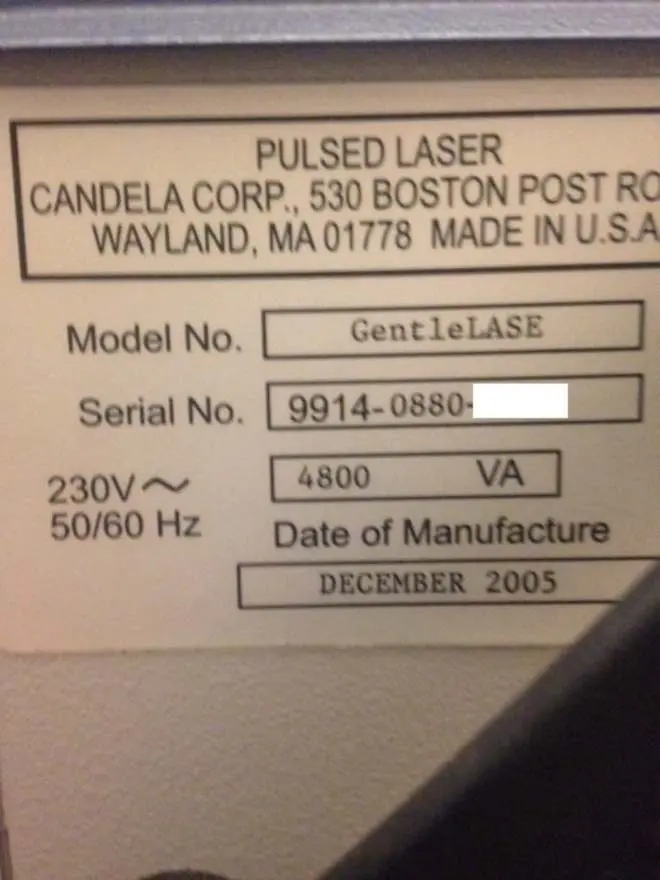 PULSED LASER
CANDELA CORP., 530 BOSTON POST RO
WAYLAND, MA 01778 MADE IN U.S.A
Model No. GentleLASE
Serial No. 9914-0880-
230V~ 4800 VA
50/60 Hz Date of Manufacture
DECEMBER 2005